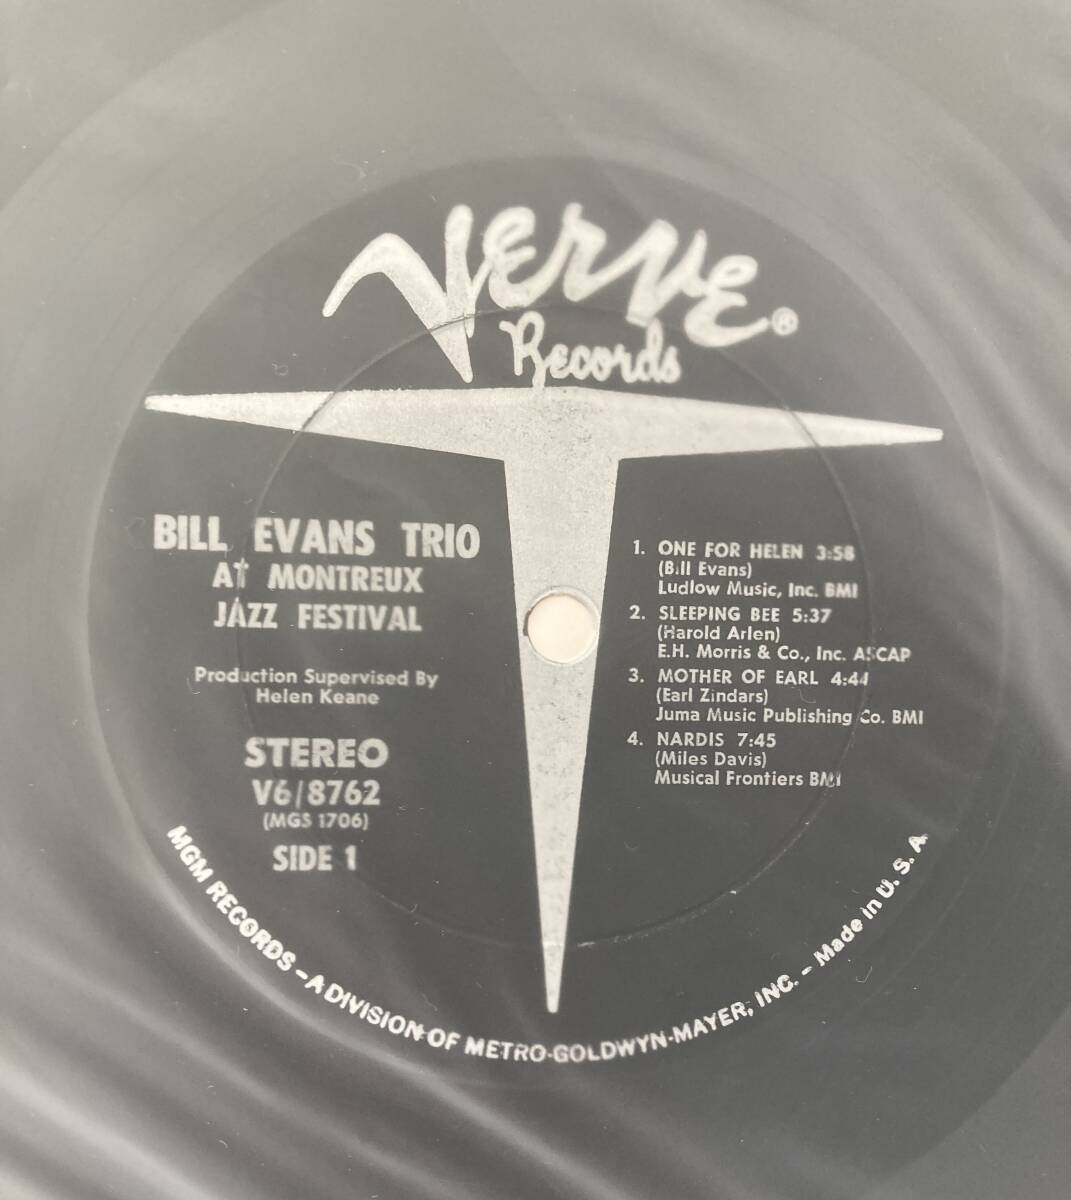 Verve®
Records
BILL EVANS TRIO
AT MONTREUX
JAZZ FESTIVAL
Production Supervised By
Helen Keane
STEREO
V6/8762
(MGS 1706)
SIDE 1
1. ONE FOR HELEN 3:58
(Bill Evans)
Ludlow Music, Inc. BMI
2. SLEEPING BEE 5:37
(Harold Arlen)
E.H. Morris & Co., Inc. ASCAP
3. MOTHER OF EARL 4:44
(Earl Zindars)
Juma Music Publishing Co. BMI
4. NARDIS 7:45
(Miles Davis)
Musical Frontiers BMI
MGM RECORDS – A DIVISION OF METRO-GOLDWYN-MAYER, INC. – Made in U. S. A.